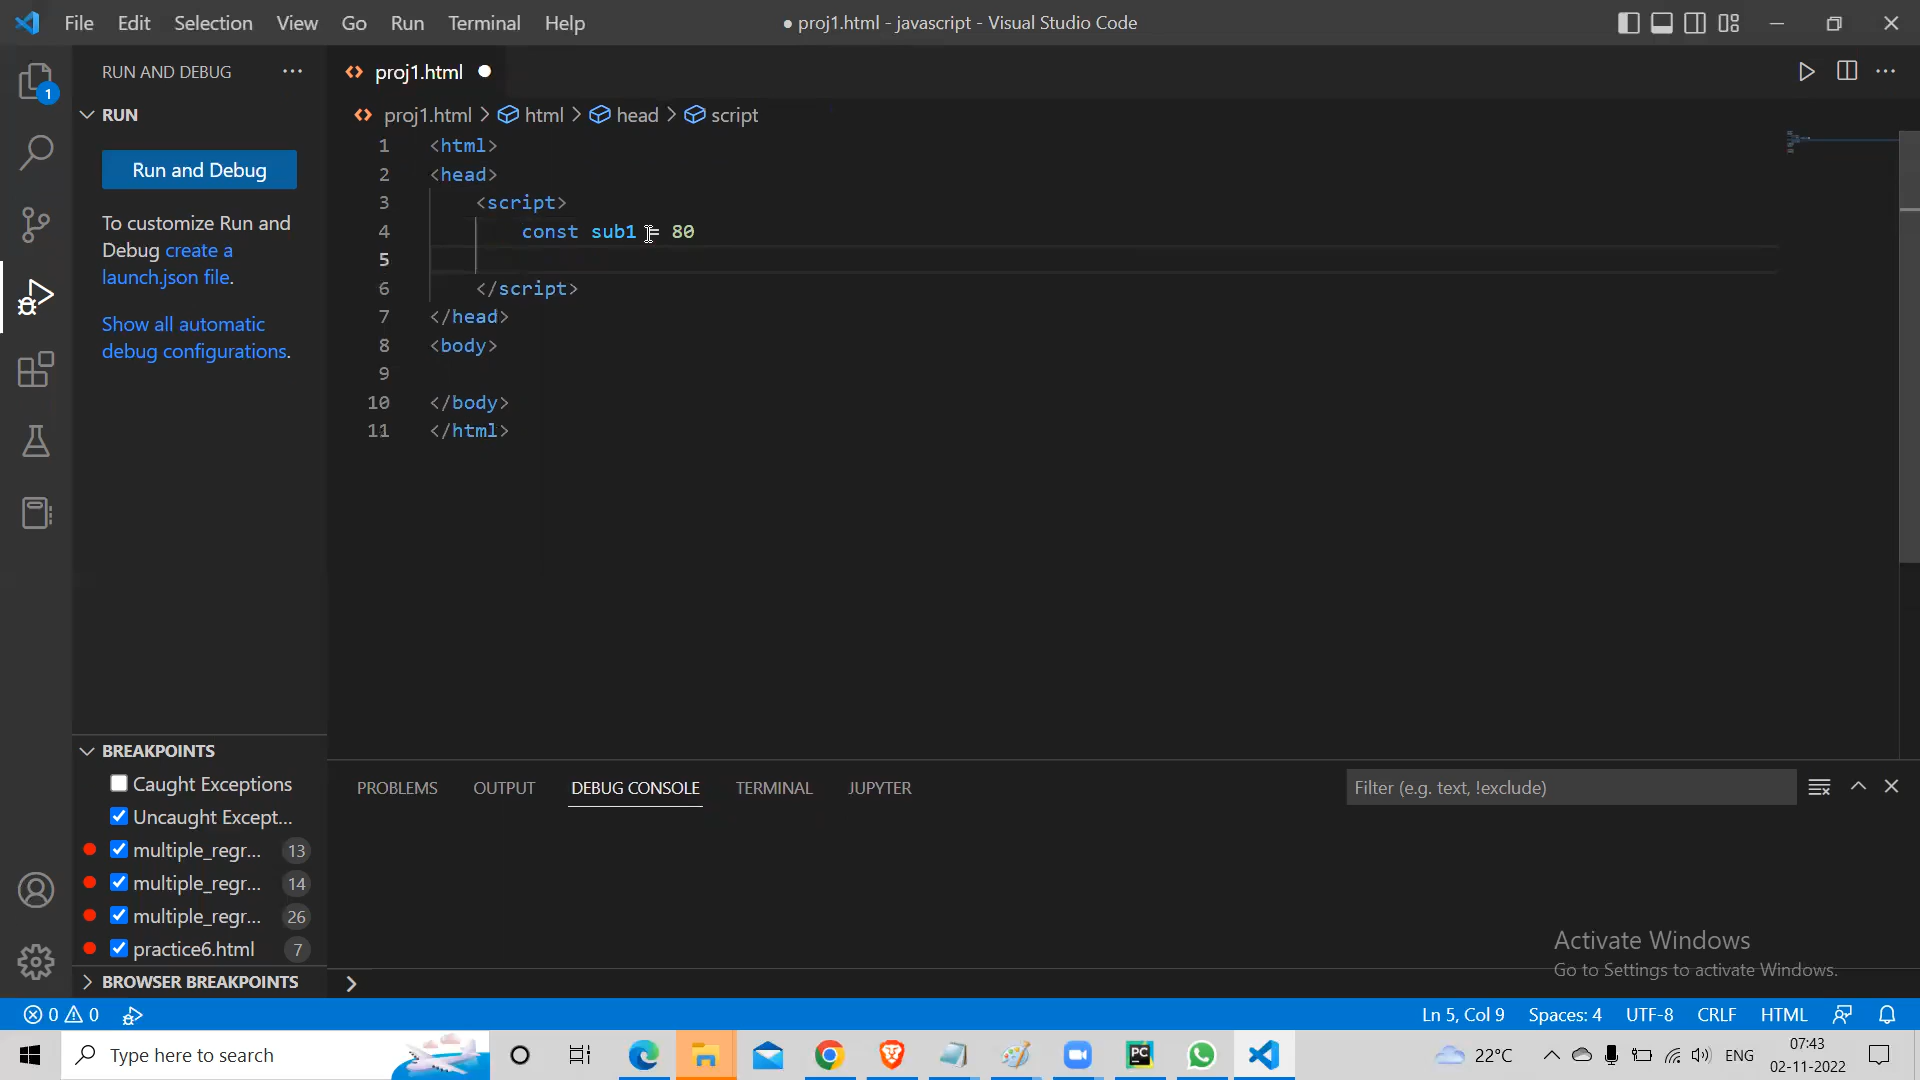 File Edit Selection View Go Run Terminal Help
● proj1.html - javascript - Visual Studio Code
1
RUN AND DEBUG ···
proj1.html ●
RUN
proj1.html > html > head > script
Run and Debug
To customize Run and
Debug create a
launch.json file.
Show all automatic
debug configurations.
1 <html>
2 <head>
3 <script>
4 const sub1 = 80
5
6 </script>
7 </head>
8 <body>
9
10 </body>
11 </html>
BREAKPOINTS
Caught Exceptions
Uncaught Except...
multiple_regr... 13
multiple_regr... 14
multiple_regr... 26
practice6.html 7
BROWSER BREAKPOINTS
PROBLEMS OUTPUT DEBUG CONSOLE TERMINAL JUPYTER
Filter (e.g. text, !exclude)
>
Activate Windows
Go to Settings to activate Windows.
0 0
Ln 5, Col 9 Spaces: 4 UTF-8 CRLF HTML
Type here to search
PC
22°C
ENG
07:43
02-11-2022